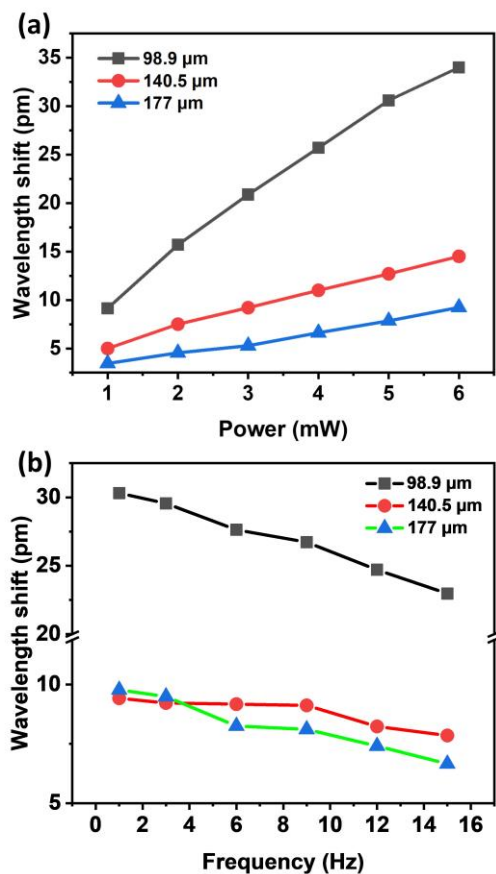 (a)
98.9 μm
140.5 μm
177 μm
35
30
25
20
15
10
5
Wavelength shift (pm)
1 2 3 4 5 6
Power (mW)
(b)
98.9 μm
140.5 μm
177 μm
30
25
20
10
5
Wavelength shift (pm)
0 2 4 6 8 10 12 14 16
Frequency (Hz)